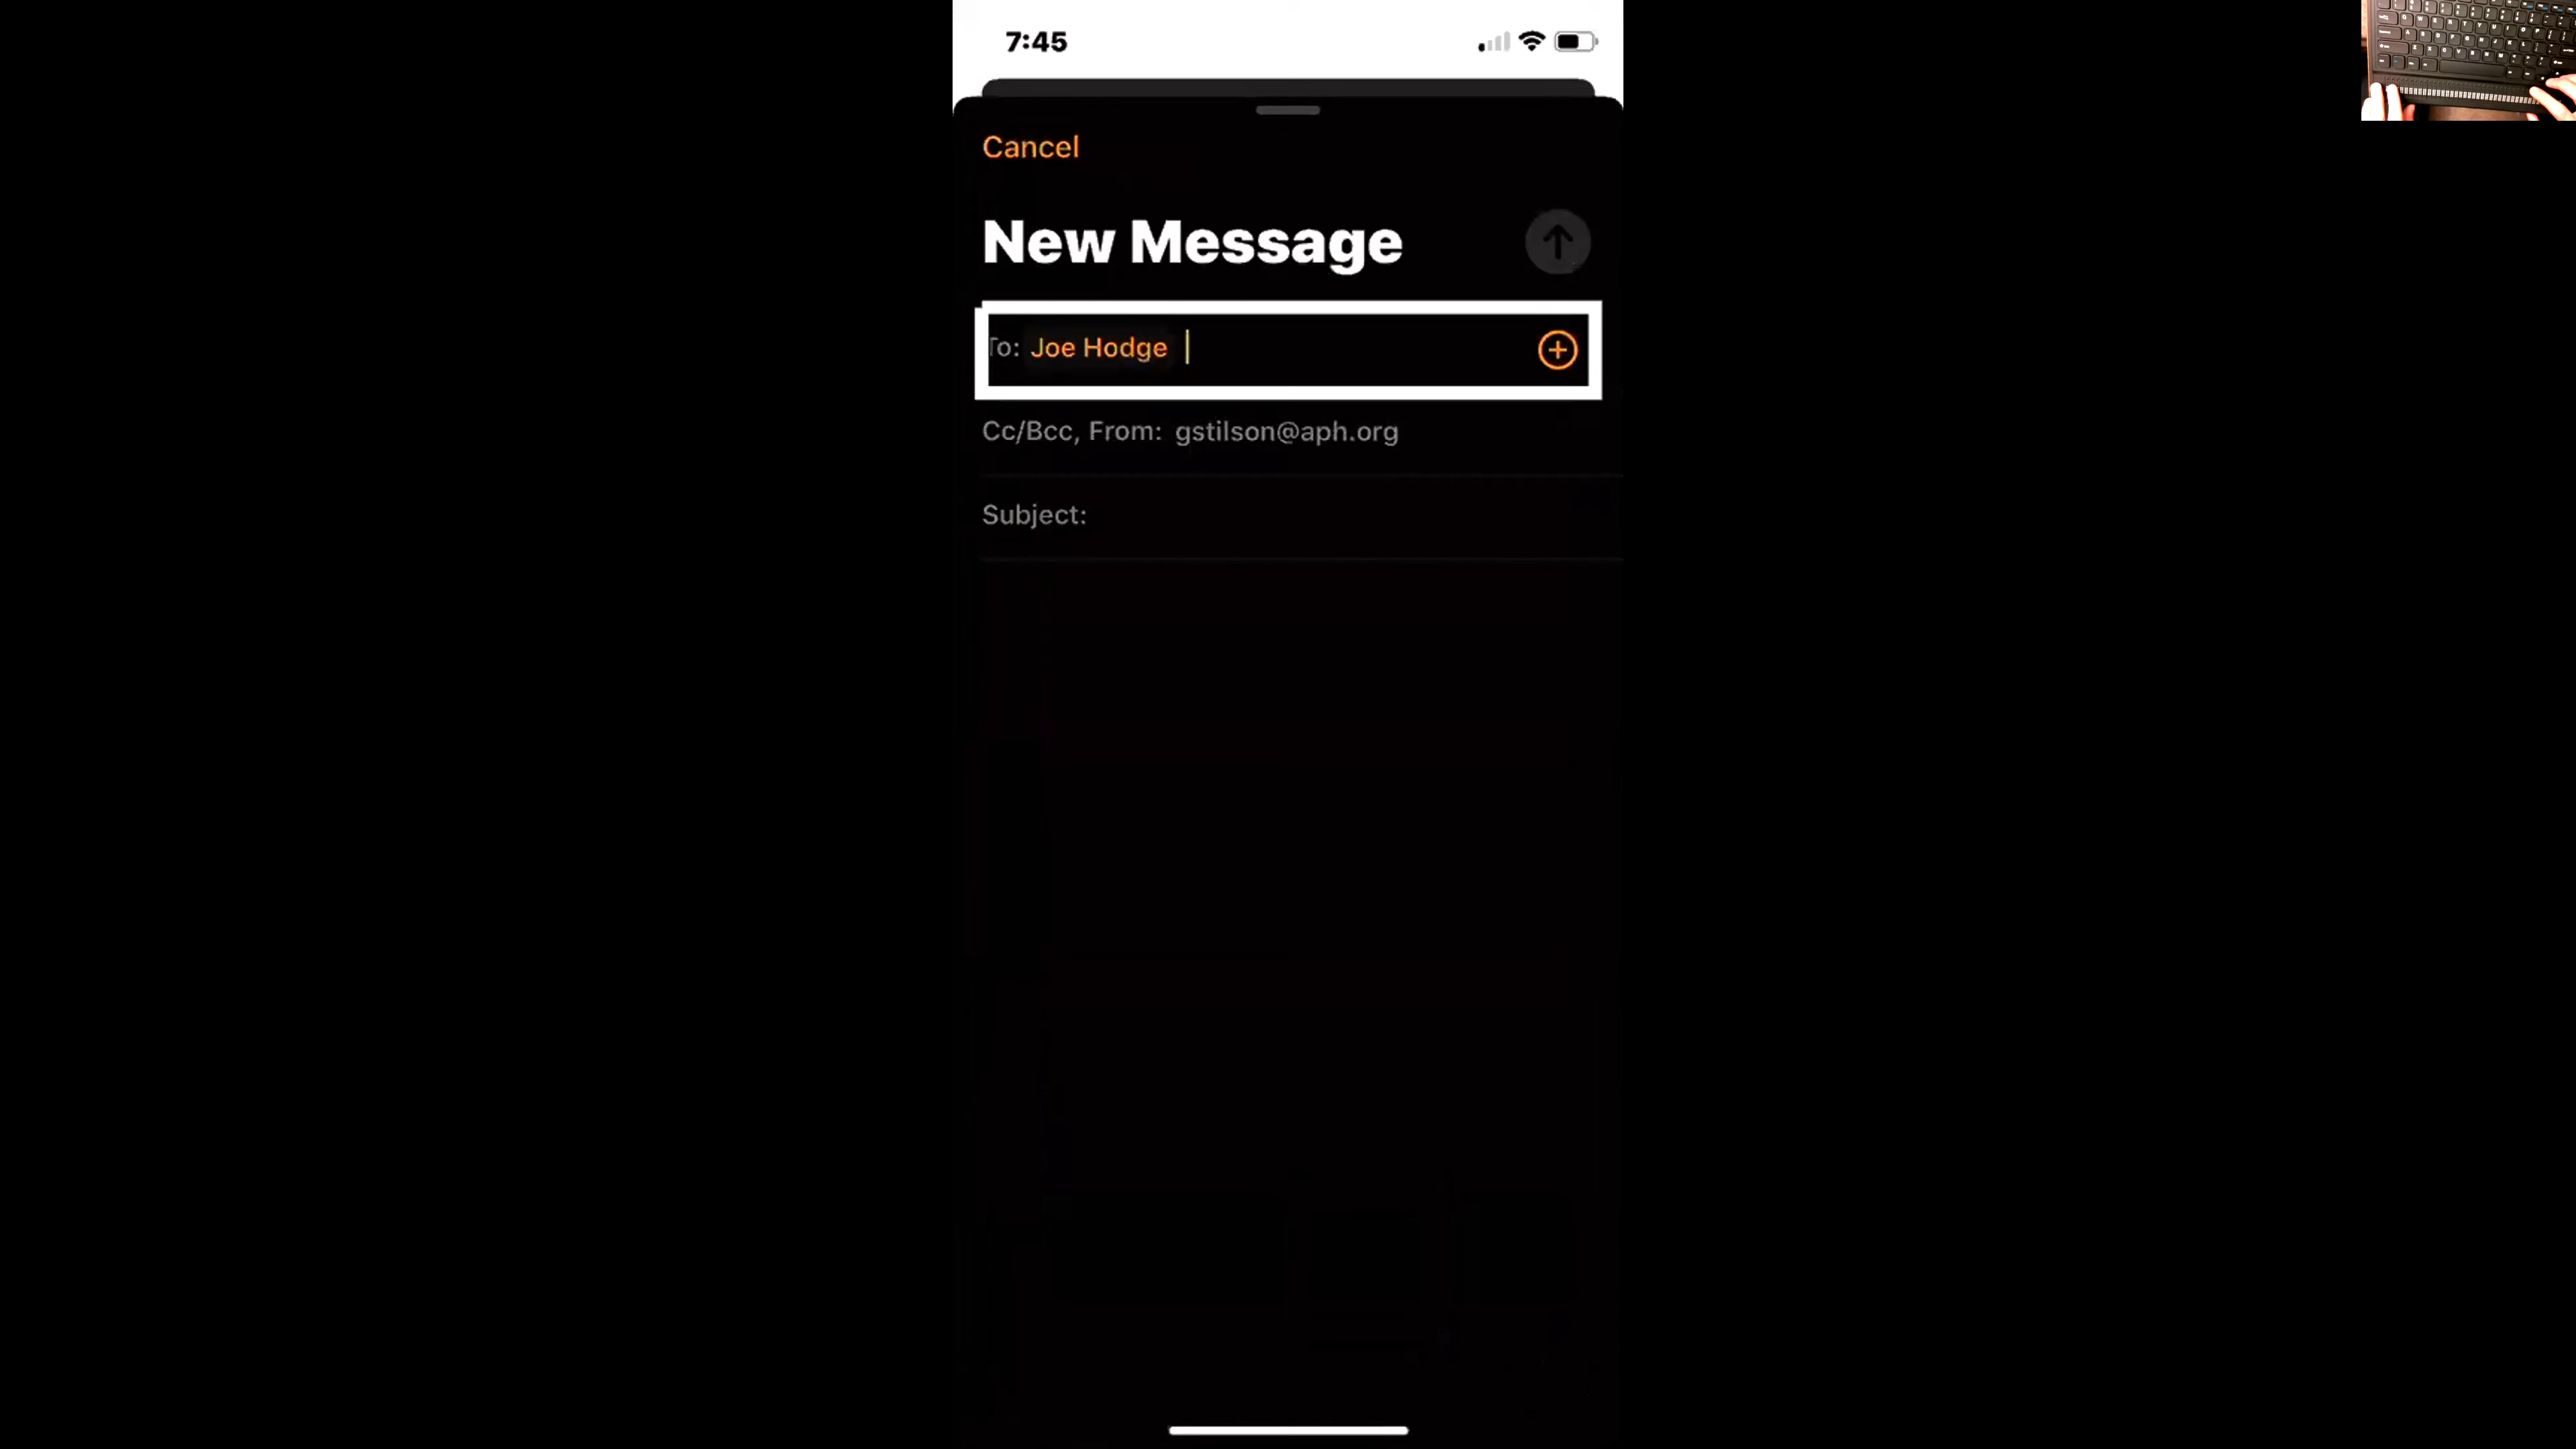 7:45
Cancel
New Message
To: Joe Hodge
Cc/Bcc, From: gstilson@aph.org
Subject: